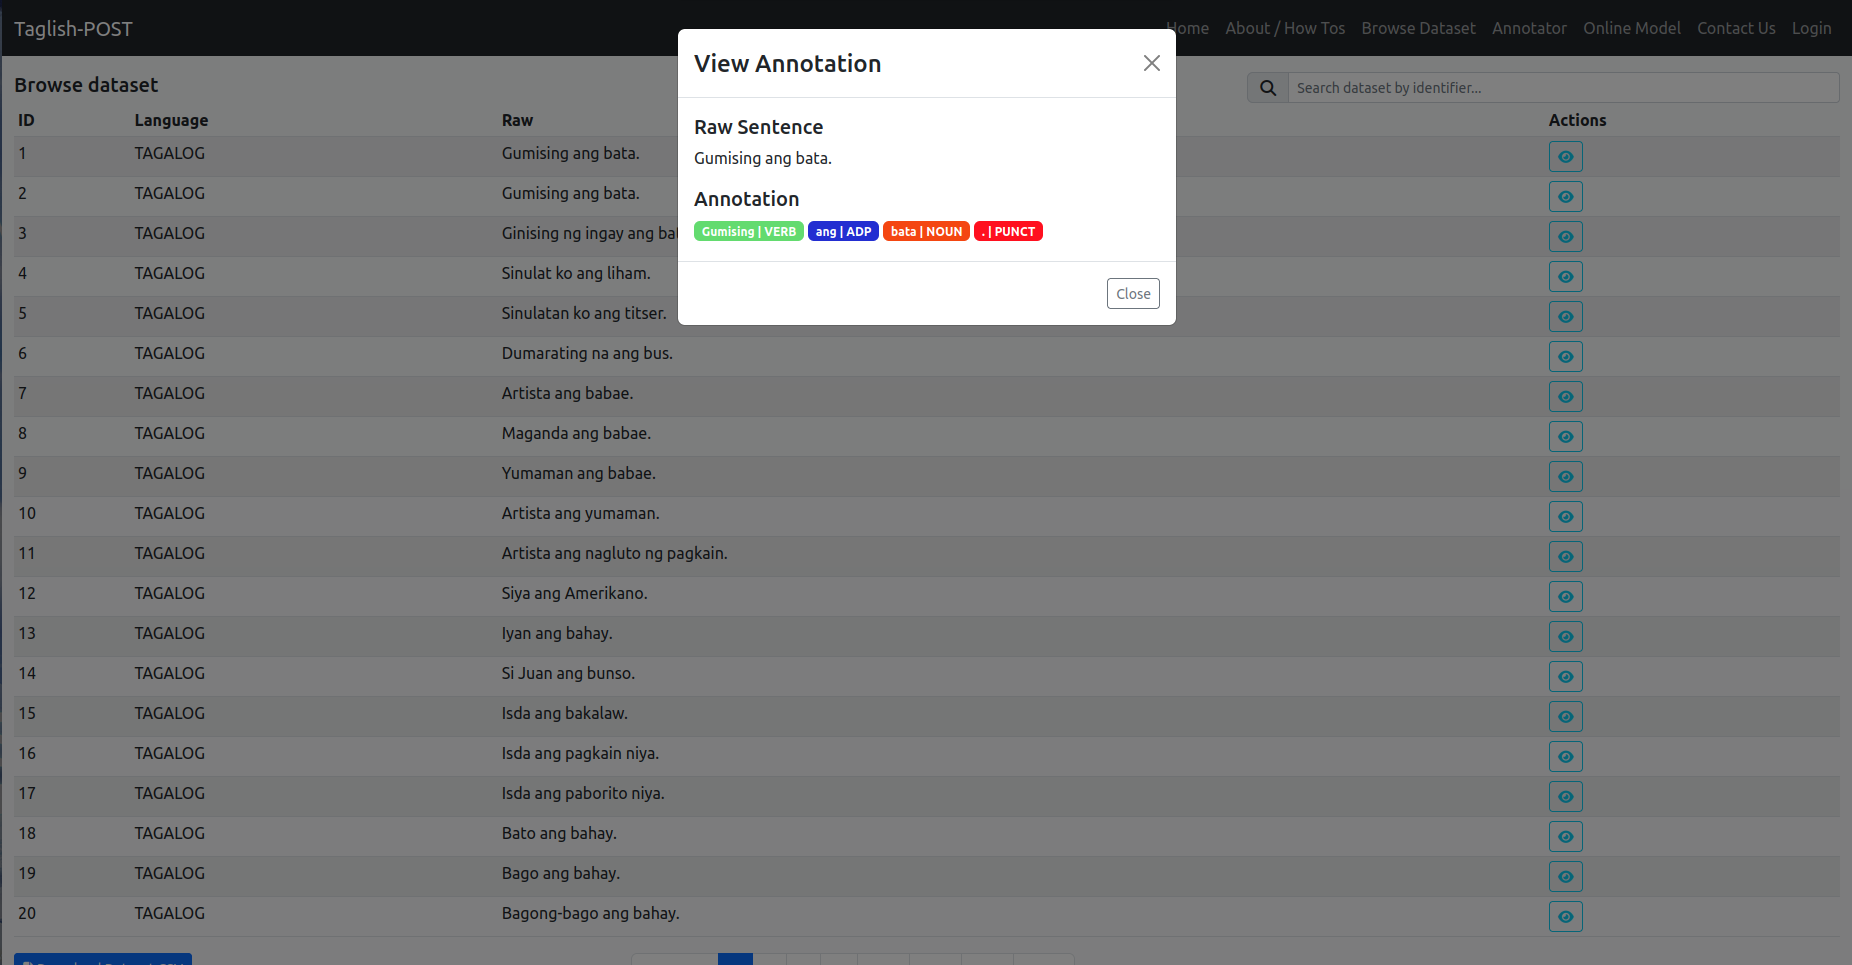 Taglish-POST
Home About / How Tos Browse Dataset Annotator Online Model Contact Us Login
View Annotation
Raw Sentence
Gumising ang bata.
Annotation
Gumising | VERB ang | ADP bata | NOUN . | PUNCT
Close
Browse dataset
Search dataset by identifier...
ID Language Raw Actions
1 TAGALOG Gumising ang bata.
2 TAGALOG Gumising ang bata.
3 TAGALOG Ginising ng ingay ang
4 TAGALOG Sinulat ko ang liham.
5 TAGALOG Sinulatan ko ang titser.
6 TAGALOG Dumarating na ang bus.
7 TAGALOG Artista ang babae.
8 TAGALOG Maganda ang babae.
9 TAGALOG Yumaman ang babae.
10 TAGALOG Artista ang yumaman.
11 TAGALOG Artista ang nagluto ng pagkain.
12 TAGALOG Siya ang Amerikano.
13 TAGALOG Iyan ang bahay.
14 TAGALOG Si Juan ang bunso.
15 TAGALOG Isda ang bakalaw.
16 TAGALOG Isda ang pagkain niya.
17 TAGALOG Isda ang paborito niya.
18 TAGALOG Bato ang bahay.
19 TAGALOG Bago ang bahay.
20 TAGALOG Bagong-bago ang bahay.